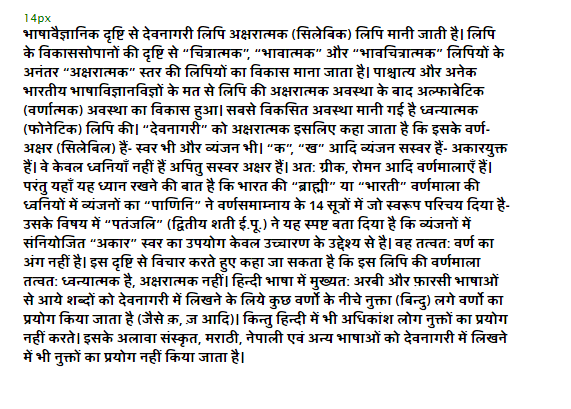 14px
भाषावैज्ञानिक दृष्टि से देवनागरी लिपि अक्षरात्मक (सिलेबिक) लिपि मानी जाती है। लिपि
के विकाससोपानों की दृष्टि से “चित्रात्मक”, “भावात्मक” और “भावचित्रात्मक” लिपियों के
अनंतर “अक्षरात्मक” स्तर की लिपियों का विकास माना जाता है। पाश्चात्य और अनेक
भारतीय भाषाविज्ञानविज्ञों के मत से लिपि की अक्षरात्मक अवस्था के बाद अल्फाबेटिक
(वर्णात्मक) अवस्था का विकास हुआ। सबसे विकसित अवस्था मानी गई है ध्वन्यात्मक
(फोनेटिक) लिपि की। “देवनागरी” को अक्षरात्मक इसलिए कहा जाता है कि इसके वर्ण-
अक्षर (सिलेबिल) हैं- स्वर भी और व्यंजन भी। “क”, “ख” आदि व्यंजन सस्वर हैं- अकारयुक्त
हैं। वे केवल ध्वनियाँ नहीं हैं अपितु सस्वर अक्षर हैं। अत: ग्रीक, रोमन आदि वर्णमालाएँ हैं।
परंतु यहाँ यह ध्यान रखने की बात है कि भारत की “ब्राह्मी” या “भारती” वर्णमाला की
ध्वनियों में व्यंजनों का “पाणिनि” ने वर्णसमाम्नाय के 14 सूत्रों में जो स्वरूप परिचय दिया है-
उसके विषय में “पतंजलि” (द्वितीय शती ई.पू.) ने यह स्पष्ट बता दिया है कि व्यंजनों में
संनियोजित “अकार” स्वर का उपयोग केवल उच्चारण के उद्देश्य से है। वह तत्वत: वर्ण का
अंग नहीं है। इस दृष्टि से विचार करते हुए कहा जा सकता है कि इस लिपि की वर्णमाला
तत्वत: ध्वन्यात्मक है, अक्षरात्मक नहीं। हिन्दी भाषा में मुख्यत: अरबी और फ़ारसी भाषाओं
से आये शब्दों को देवनागरी में लिखने के लिये कुछ वर्णो के नीचे नुक्ता (बिन्दु) लगे वर्णो का
प्रयोग किया जाता है (जैसे क़, ज़ आदि)। किन्तु हिन्दी में भी अधिकांश लोग नुक्तों का प्रयोग
नहीं करते। इसके अलावा संस्कृत, मराठी, नेपाली एवं अन्य भाषाओं को देवनागरी में लिखने
में भी नुक्तों का प्रयोग नहीं किया जाता है।